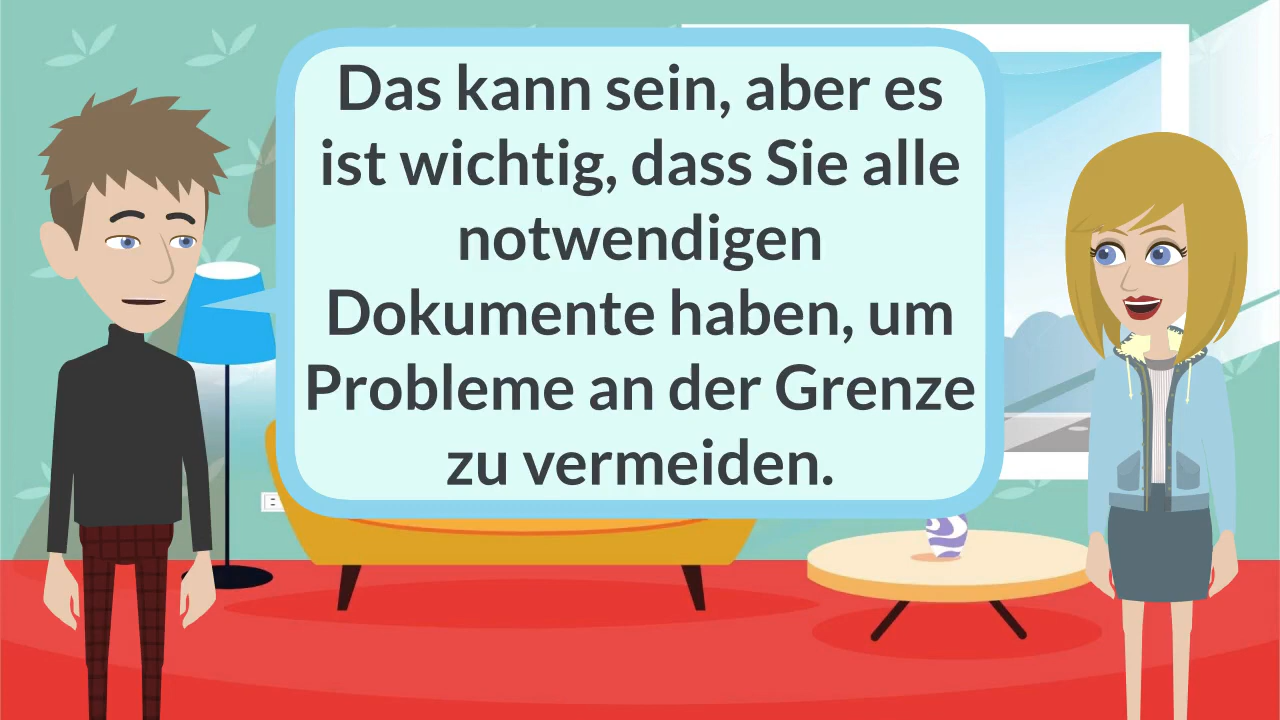 Das kann sein, aber es
ist wichtig, dass Sie alle
notwendigen
Dokumente haben, um
Probleme an der Grenze
zu vermeiden.